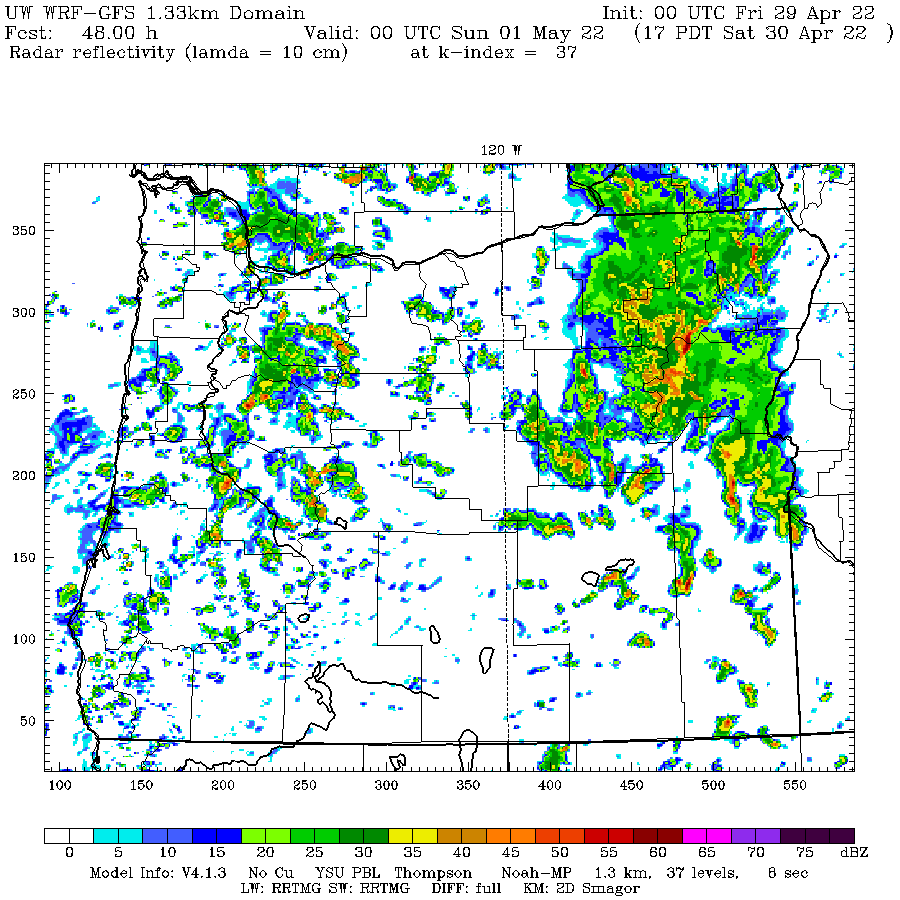 UW WRF-GFS 1.33km Domain Init: 00 UTC Fri 29 Apr 22
Fcst: 48.00 h Valid: 00 UTC Sun 01 May 22 (17 PDT Sat 30 Apr 22 )
Radar reflectivity (lamda = 10 cm) at k-index = 37
120 W
350
300
250
200
150
100
50
100 150 200 250 300 350 400 450 500 550
0 5 10 15 20 25 30 35 40 45 50 55 60 65 70 75 dBZ
Model Info: V4.1.3 No Cu YSU PBL Thompson Noah-MP 1.3 km, 37 levels, 8 sec
LW: RRTMG SW: RRTMG DIFF: full KM: 2D Smagor